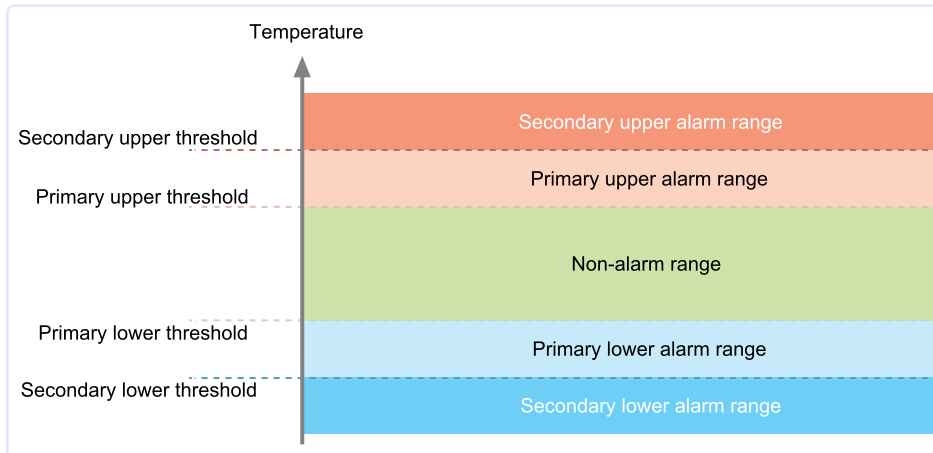 Temperature
Secondary upper alarm range
Secondary upper threshold
Primary upper alarm range
Primary upper threshold
Non-alarm range
Primary lower threshold
Primary lower alarm range
Secondary lower threshold
Secondary lower alarm range